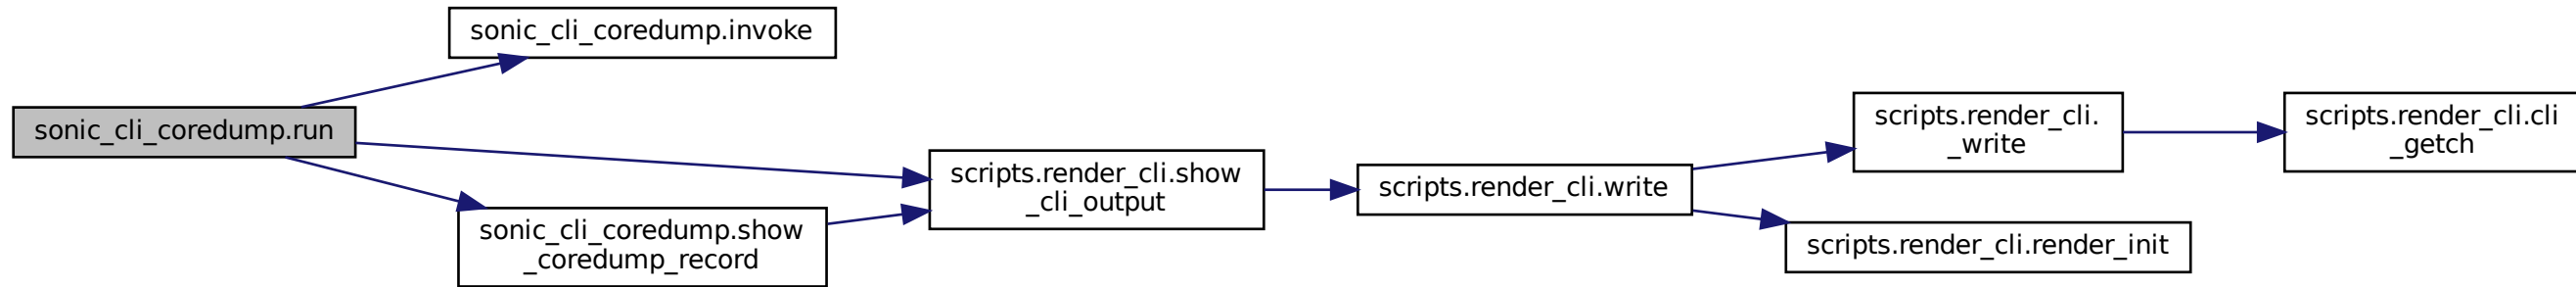 sonic_cli_coredump.run
sonic_cli_coredump.invoke
scripts.render_cli.show
_cli_output
sonic_cli_coredump.show
_coredump_record
scripts.render_cli.write
scripts.render_cli.
_write
scripts.render_cli.cli
_getch
scripts.render_cli.render_init